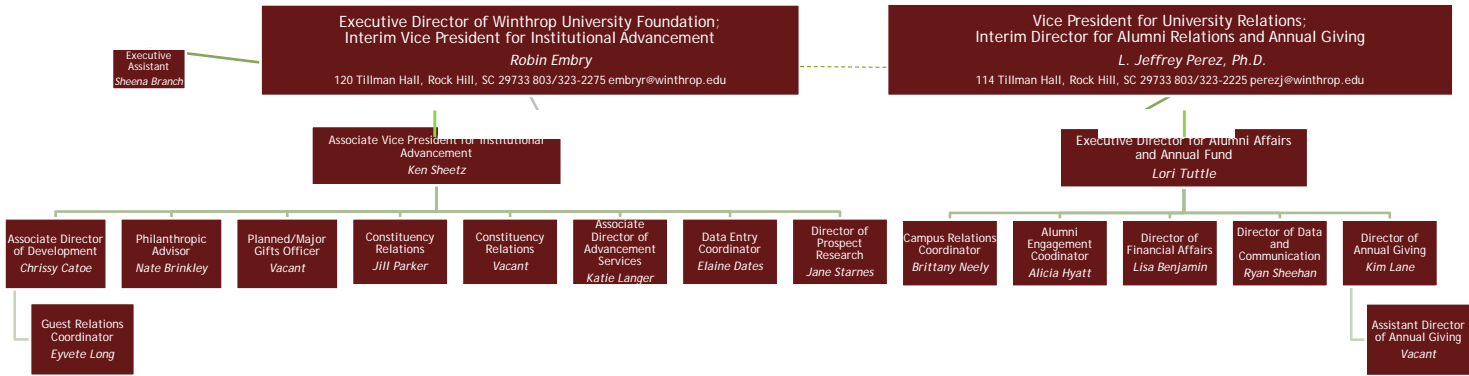 Executive Director of Winthrop University Foundation;
Interim Vice President for Institutional Advancement
Robin Embry
120 Tillman Hall, Rock Hill, SC 29733 803/323-2275 embryr@winthrop.edu
Vice President for University Relations;
Interim Director for Alumni Relations and Annual Giving
L. Jeffrey Perez, Ph.D.
114 Tillman Hall, Rock Hill, SC 29733 803/323-2225 perezj@winthrop.edu
Executive
Assistant
Sheena Branch
Associate Vice President for Institutional
Advancement
Ken Sheetz
Executive Director for Alumni Affairs
and Annual Fund
Lori Tuttle
Associate Director
of Development
Chrissy Catoe
Philanthropic
Advisor
Nate Brinkley
Planned/Major
Gifts Officer
Vacant
Constituency
Relations
Jill Parker
Constituency
Relations
Vacant
Associate
Director of
Advancement
Services
Katie Langer
Data Entry
Coordinator
Elaine Dates
Director of
Prospect
Research
Jane Starnes
Campus Relations
Coordinator
Brittany Neely
Alumni
Engagement
Coodinator
Alicia Hyatt
Director of
Financial Affairs
Lisa Benjamin
Director of Data
and
Communication
Ryan Sheehan
Director of
Annual Giving
Kim Lane
Guest Relations
Coordinator
Eyvete Long
Assistant Director
of Annual Giving
Vacant